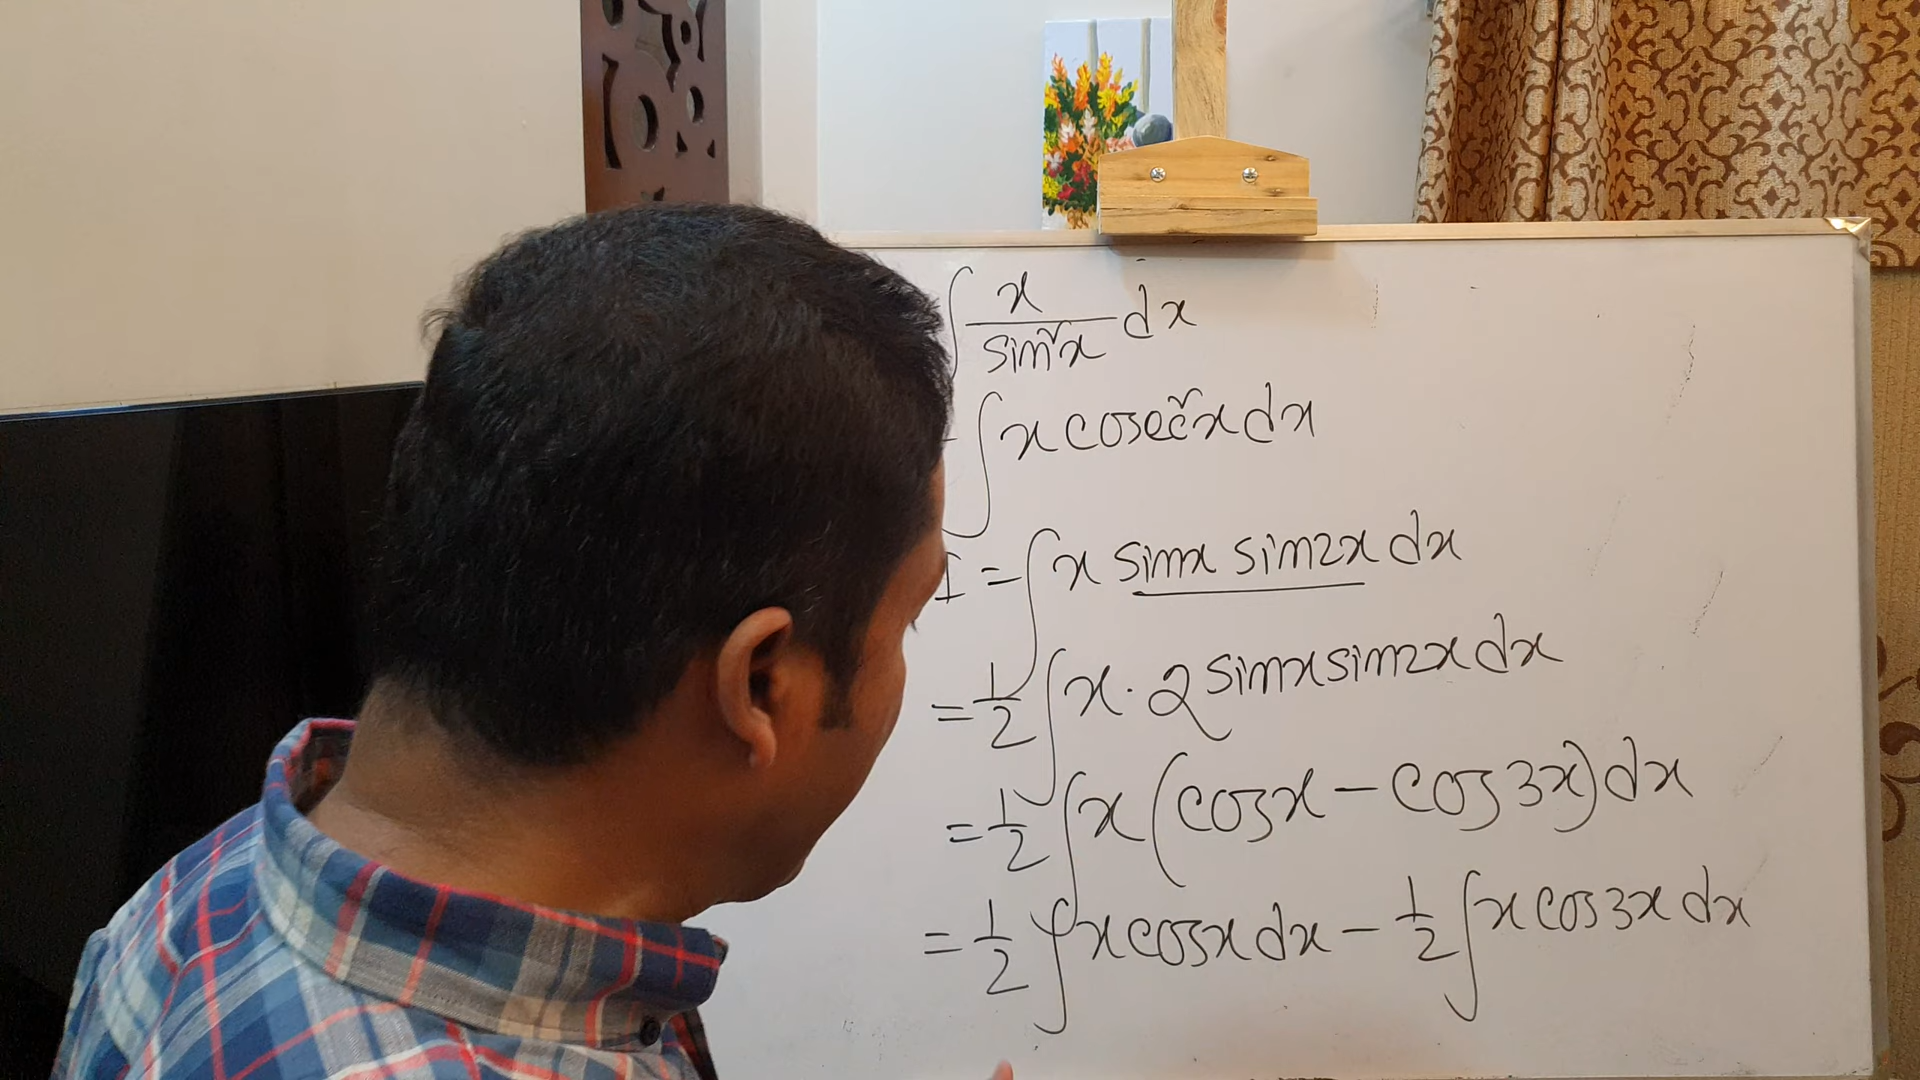 ∫ x/sin²x dx
∫ x cosec²x dx
I = ∫ x sinx sin2x dx
= 1/2 ∫ x · 2 sinx sin2x dx
= 1/2 ∫ x (cosx − cos3x) dx
= 1/2 ∫ x cosx dx − 1/2 ∫ x cos3x dx